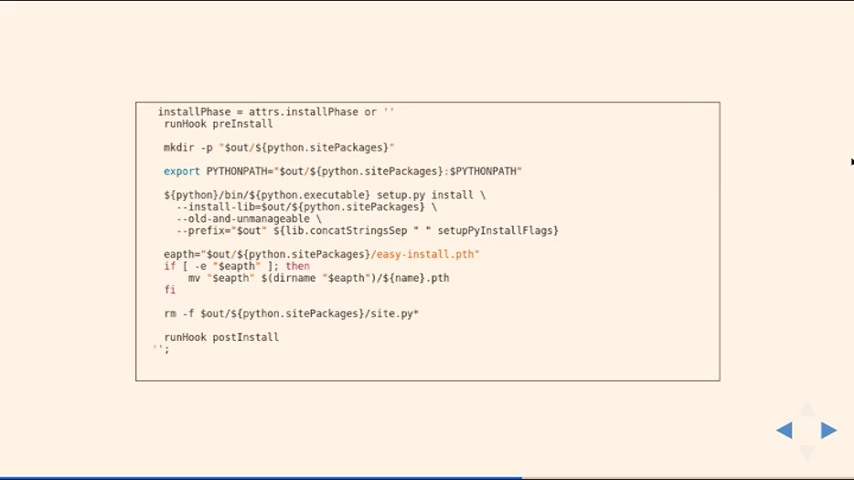 installPhase = attrs.installPhase or ''
runHook preInstall
mkdir -p "$out/${python.sitePackages}"
export PYTHONPATH="$out/${python.sitePackages}:$PYTHONPATH"
${python}/bin/${python.executable} setup.py install \
--install-lib=$out/${python.sitePackages} \
--old-and-unmanageable \
--prefix="$out" ${lib.concatStringsSep " " setupPyInstallFlags}
eapth="$out/${python.sitePackages}/easy-install.pth"
if [ -e "$eapth" ]; then
mv "$eapth" $(dirname "$eapth")/${name}.pth
fi
rm -f $out/${python.sitePackages}/site.py*
runHook postInstall
'';